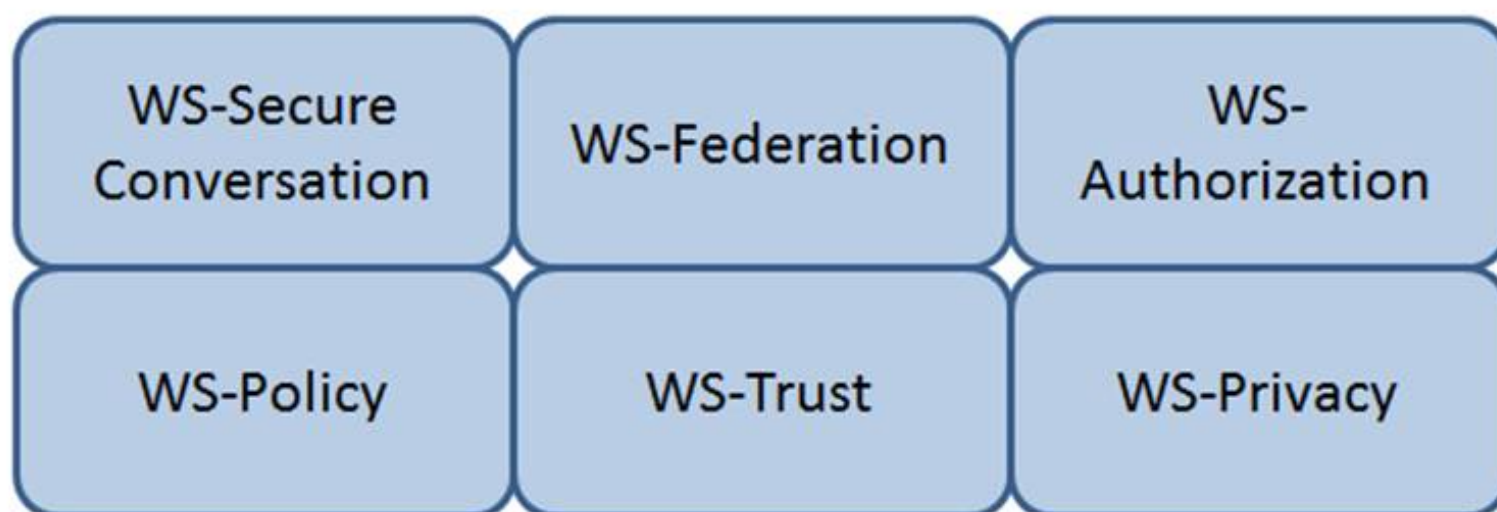 WS-Secure
Conversation
WS-Federation
WS-
Authorization
WS-Policy
WS-Trust
WS-Privacy